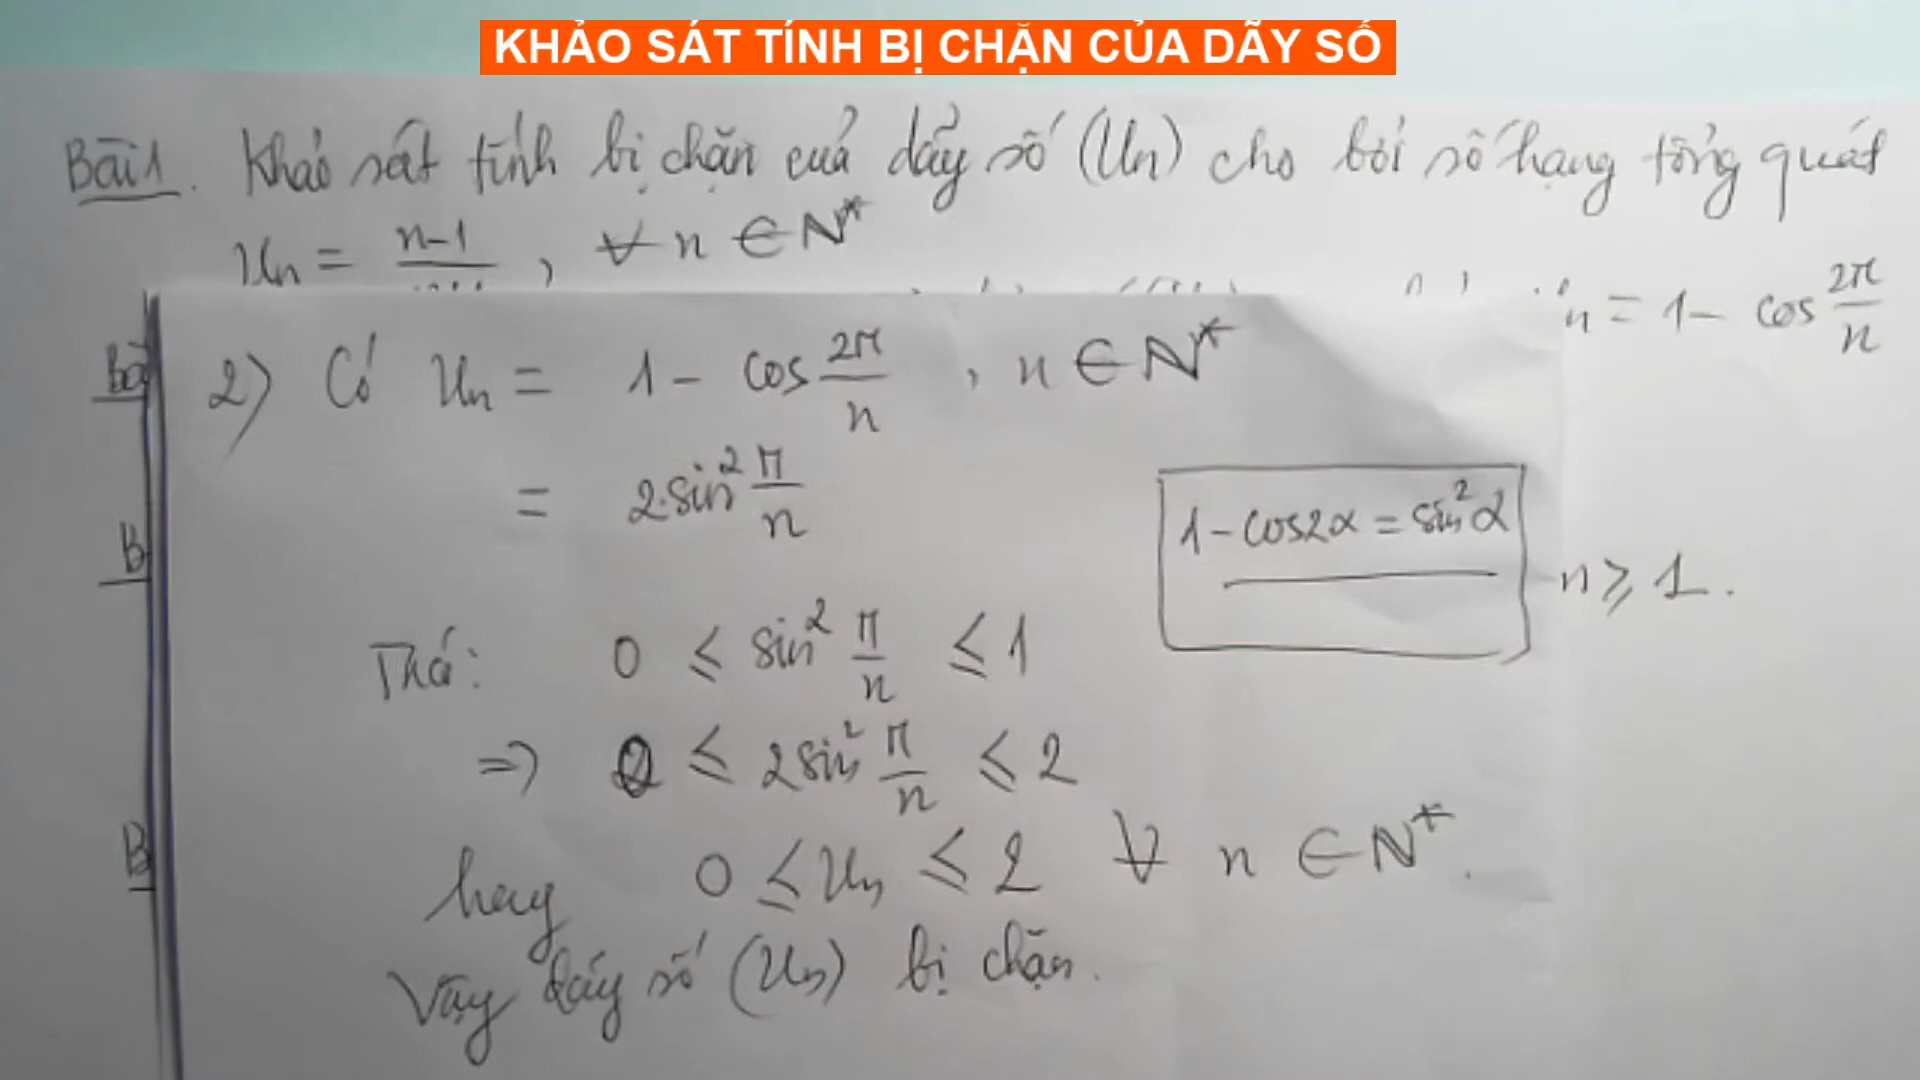 KHẢO SÁT TÍNH BỊ CHẶN CỦA DÃY SỐ
Bài 1. Khảo sát tính bị chặn của dãy số (Un) cho bởi số hạng tổng quát
Un = n-1 , ∀ n ∈ N*
n = 1 - cos 2π/n
2) Có Un = 1 - cos 2π/n , n ∈ N*
= 2.sin² π/n
1 - cos2α = sin²α
n ≥ 1.
Thấy: 0 ≤ sin² π/n ≤ 1
=> 0 ≤ 2sin² π/n ≤ 2
hay 0 ≤ Un ≤ 2 ∀ n ∈ N*.
Vậy dãy số (Un) bị chặn.